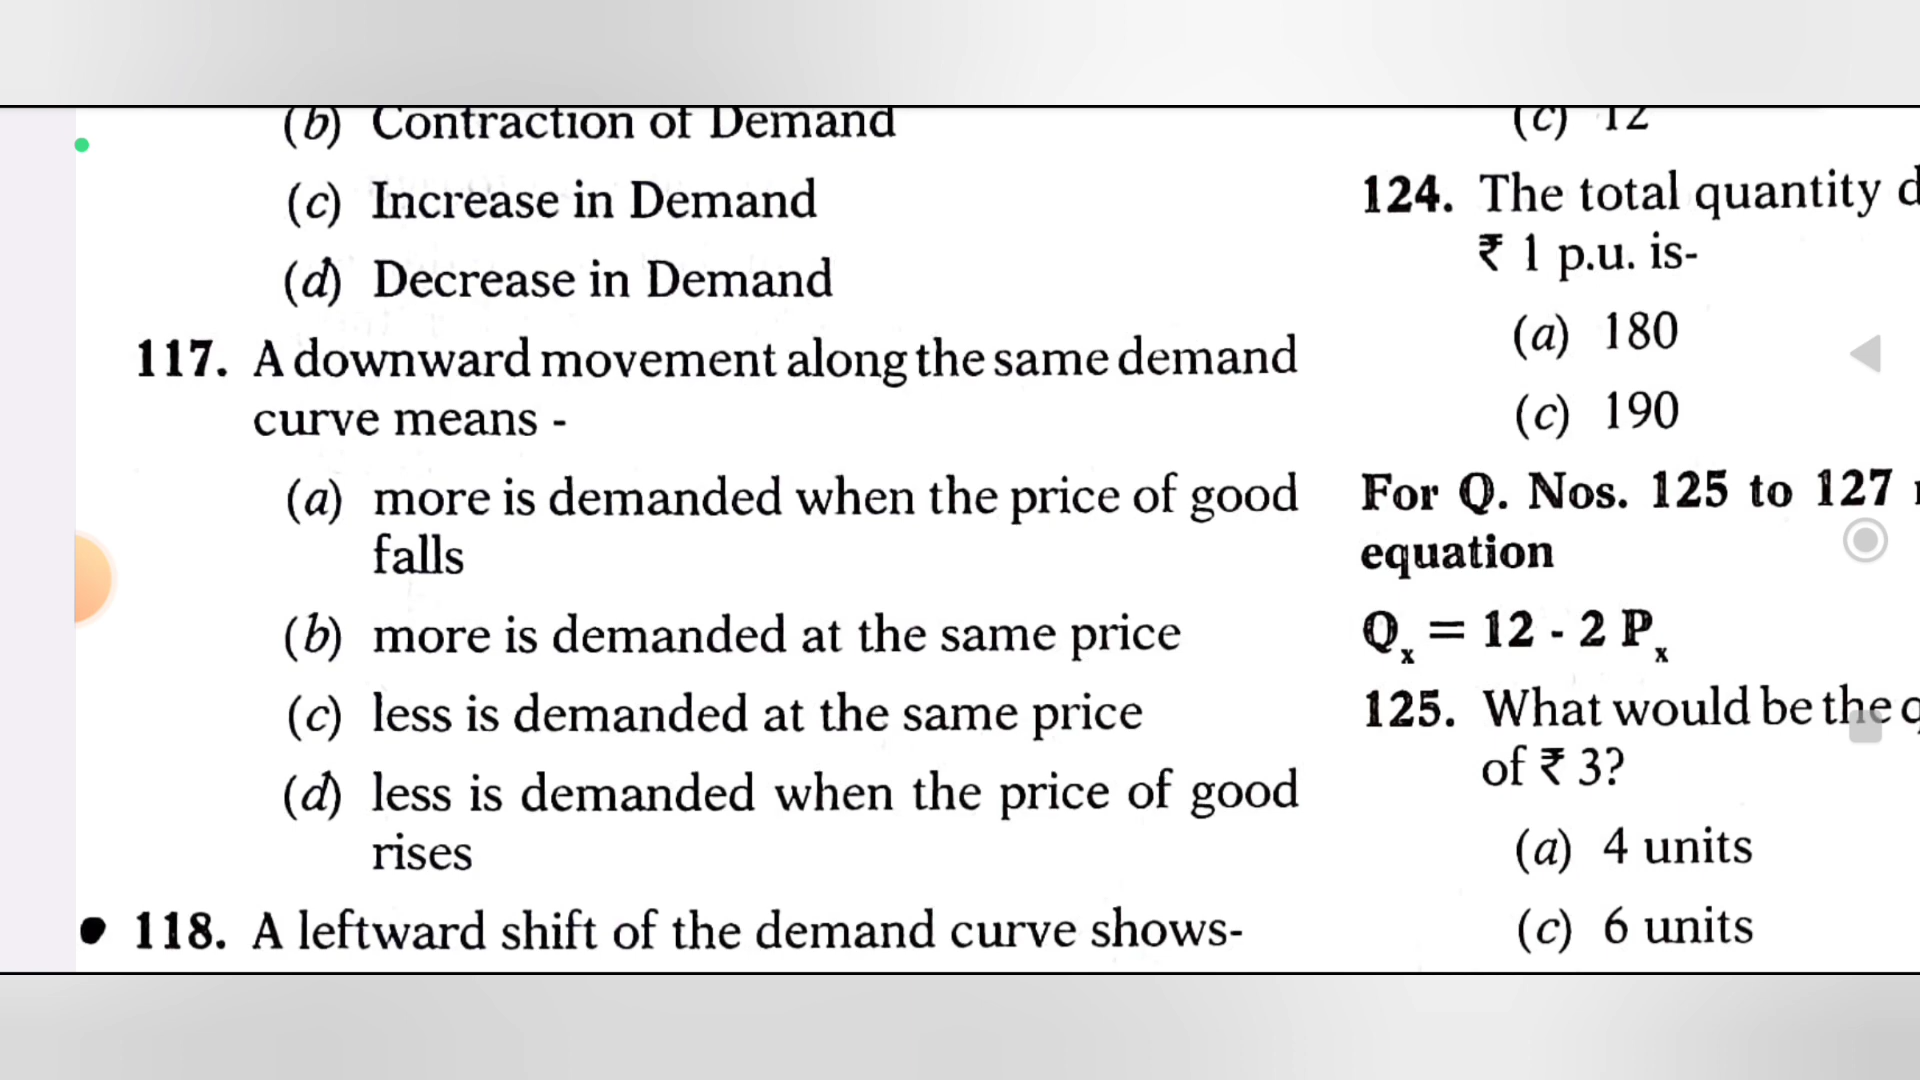 (b) Contraction of Demand
(c) Increase in Demand
(d) Decrease in Demand
117. A downward movement along the same demand
curve means -
(a) more is demanded when the price of good
falls
(b) more is demanded at the same price
(c) less is demanded at the same price
(d) less is demanded when the price of good
rises
118. A leftward shift of the demand curve shows-
(c) 12
124. The total quantity
₹ 1 p.u. is-
(a) 180
(c) 190
For Q. Nos. 125 to 127
equation
Qx = 12 - 2 Px
125. What would be the
of ₹ 3?
(a) 4 units
(c) 6 units